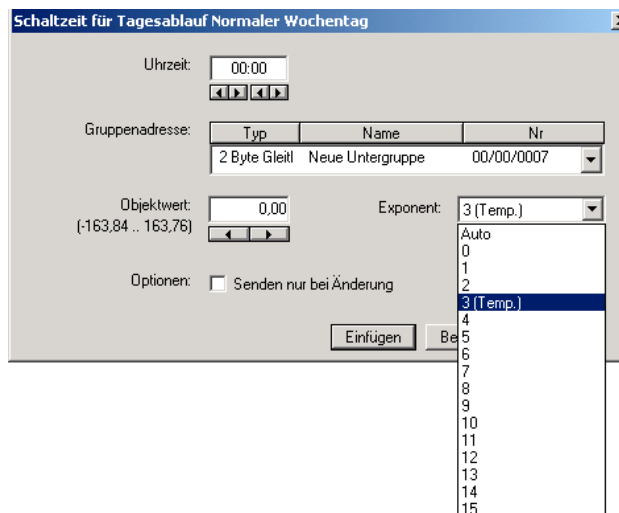 Schaltzeit für Tagesablauf Normaler Wochentag
Uhrzeit: 00:00
Gruppenadresse: Typ Name Nr
2 Byte Gleitl Neue Untergruppe 00/00/0007
Objektwert: 0,00 Exponent: 3 (Temp.)
(-163,84 .. 163,76)
Auto
0
1
2
Optionen: Senden nur bei Änderung
3 (Temp.)
4
Einfügen Be
5
6
7
8
9
10
11
12
13
14
15